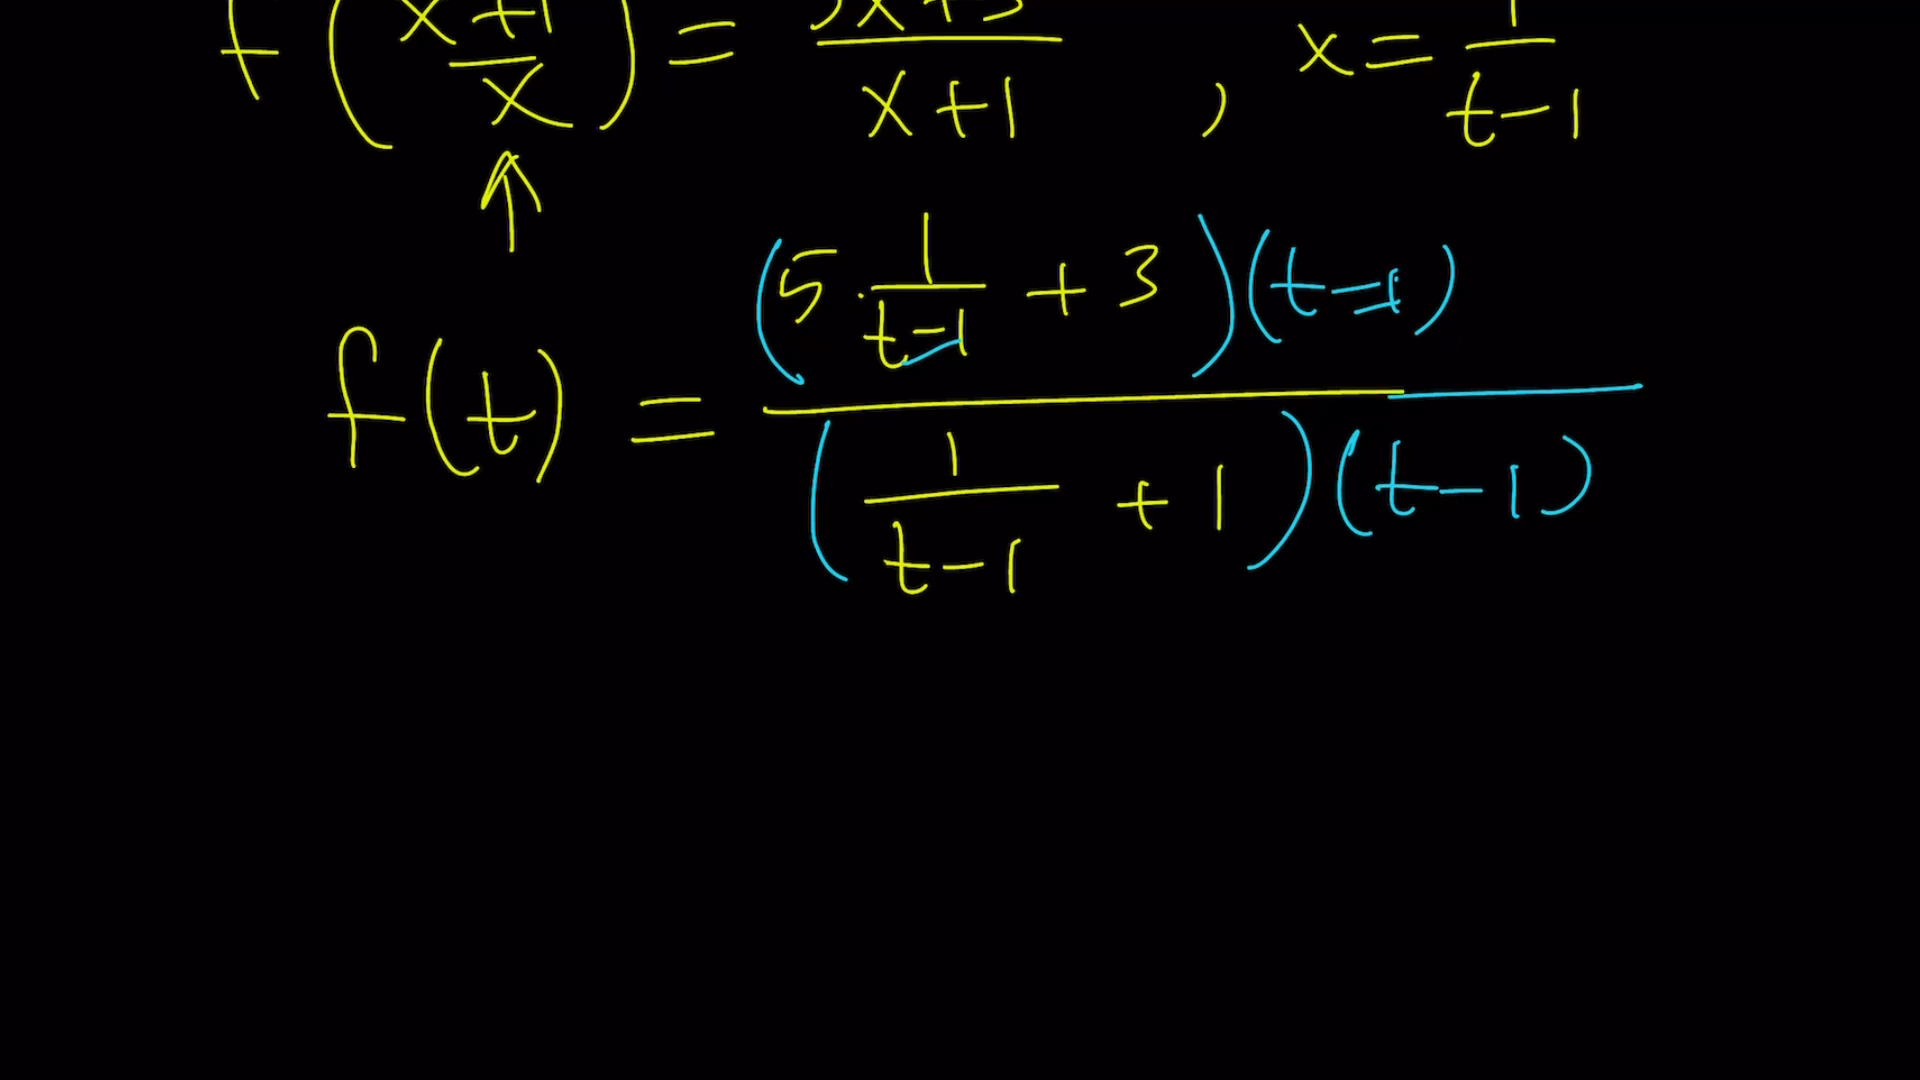 f((x+1)/x) = (5x+3)/(x+1) , x = 1/(t-1)
f(t) = ((5 · 1/(t-1) + 3)(t-1))/((1/(t-1) + 1)(t-1))